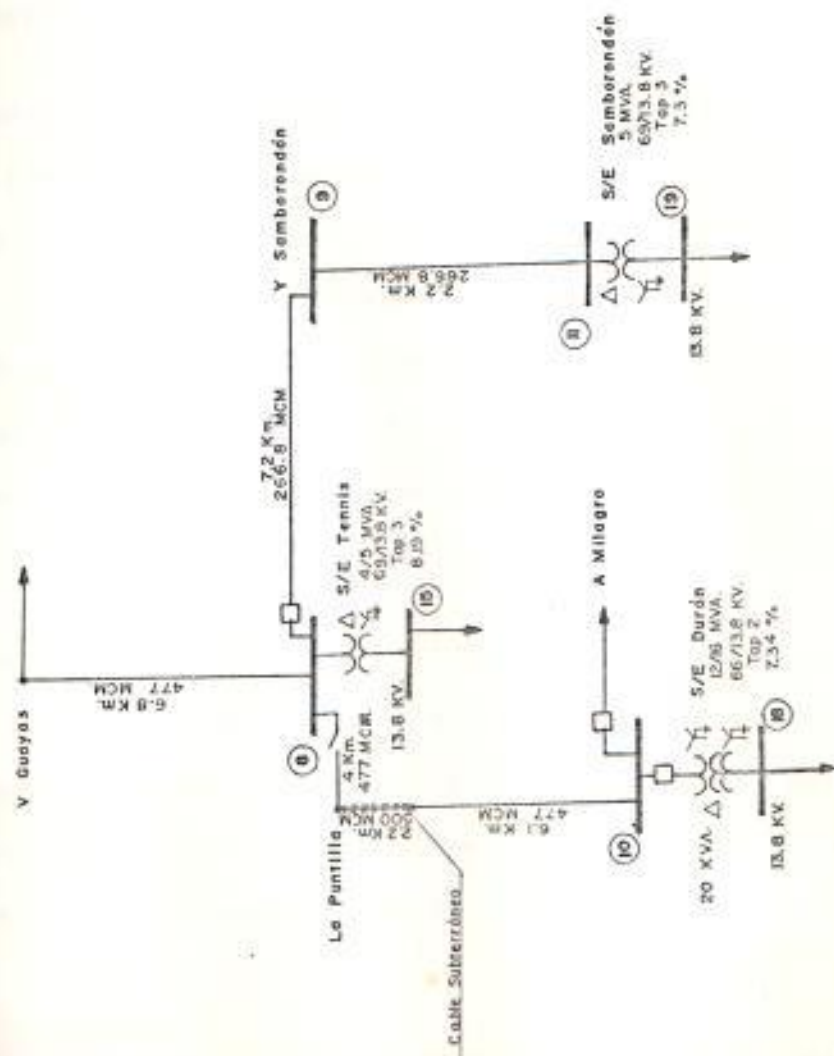 V Guayas
6.8 Km.
477 MCM
7.2 Km.
266.8 MCM
Y Samborondón
9
2.2 Km.
266.8 MCM
11
S/E Samborondón
5 MVA.
69/13.8 KV.
Tap 3
7.3 %
19
13.8 KV.
8
S/E Tennis
4/5 MVA.
69/13.8 KV.
Tap 3
8.19 %
15
13.8 KV
La Puntilla
4 Km.
477 MCM.
500 MCM
Cable Subterráneo
6.1 Km.
477 MCM
A Milagro
10
S/E Durán
12/16 MVA.
66/13.8 KV.
Tap 2
7.34 %
20 KVA.
18
13.8 KV.